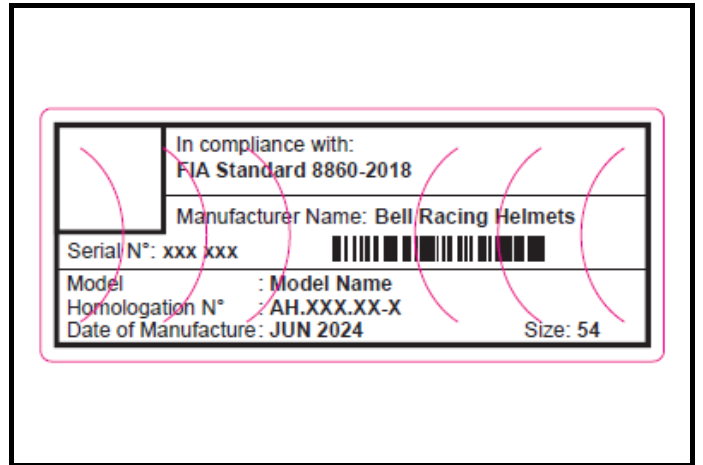 In compliance with:
FIA Standard 8860-2018
Manufacturer Name: Bell Racing Helmets
Serial N°: xxx xxx
Model : Model Name
Homologation N° : AH.XXX.XX-X
Date of Manufacture: JUN 2024 Size: 54